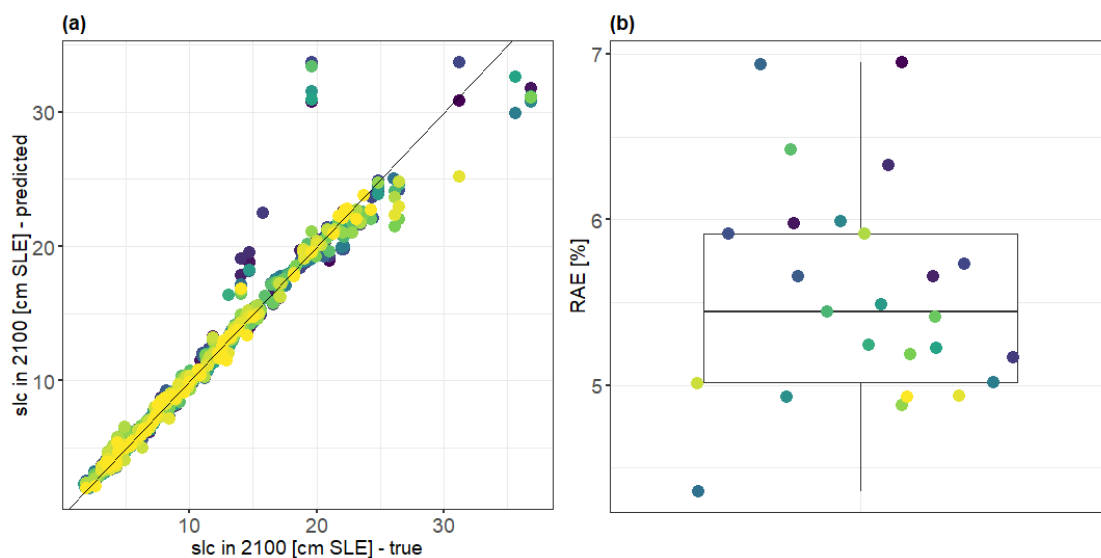 (a)
slc in 2100 [cm SLE] - predicted
30
20
10
10 20 30
slc in 2100 [cm SLE] - true
(b)
RAE [%]
7
6
5